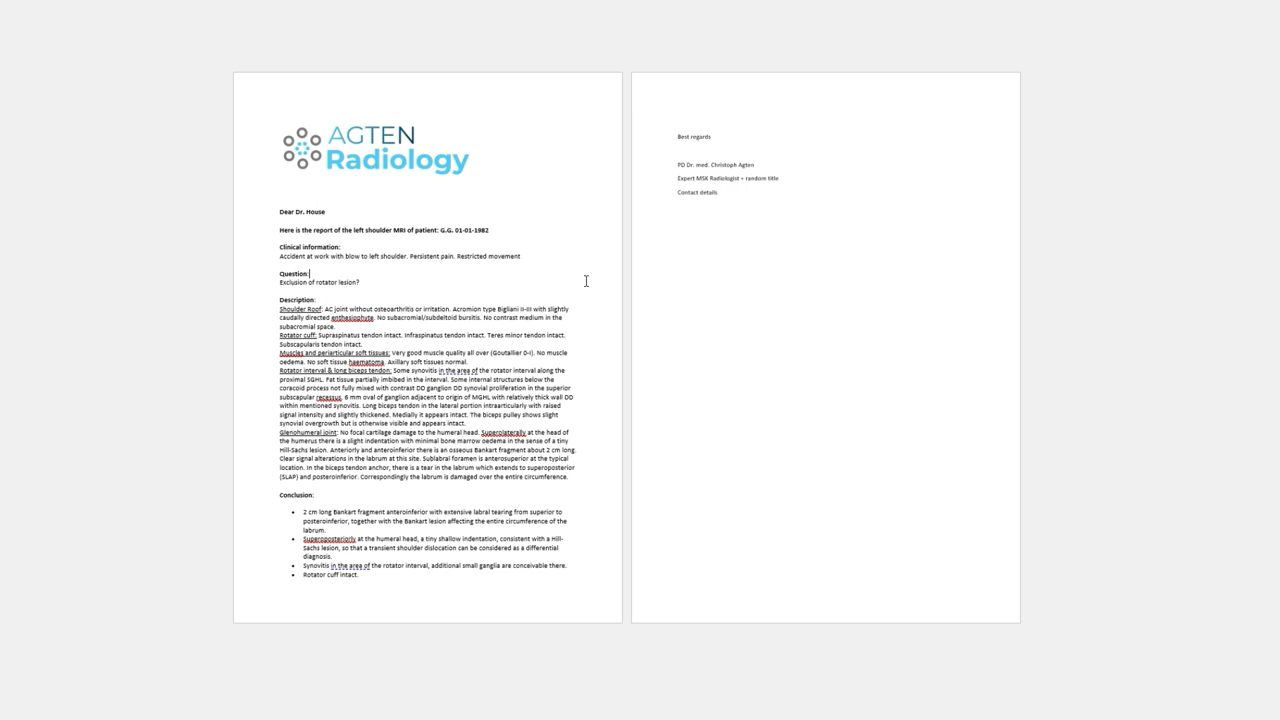 AGTEN
Radiology
Dear Dr. House
Here is the report of the left shoulder MRI of patient: G.G. 01-01-1982
Clinical information:
Accident at work with blow to left shoulder. Persistent pain. Restricted movement
Question:
Exclusion of rotator lesion?
Description:
Shoulder Roof: AC joint without osteoarthritis or irritation. Acromion type Bigliani II-III with slightly
caudally directed enthesiophyte. No subacromial/subdeltoid bursitis. No contrast medium in the
subacromial space.
Rotator cuff: Supraspinatus tendon intact. Infraspinatus tendon intact. Teres minor tendon intact.
Subscapularis tendon intact.
Muscles and periarticular soft tissues: Very good muscle quality all over (Goutallier 0-I). No muscle
oedema. No soft tissue haematoma. Axillary soft tissues normal.
Rotator interval & long biceps tendon: Some synovitis in the area of the rotator interval along the
proximal SGHL. Fat tissue partially imbibed in the interval. Some internal structures below the
coracoid process not fully mixed with contrast DD ganglion DD synovial proliferation in the superior
subscapular recessus. 6 mm oval of ganglion adjacent to origin of MGHL with relatively thick wall DD
within mentioned synovitis. Long biceps tendon in the lateral portion intraarticularly with raised
signal intensity and slightly thickened. Medially it appears intact. The biceps pulley shows slight
synovial overgrowth but is otherwise visible and appears intact.
Glenohumeral joint: No focal cartilage damage to the humeral head. Superolaterally at the head of
the humerus there is a slight indentation with minimal bone marrow oedema in the sense of a tiny
Hill-Sachs lesion. Anteriorly and anteroinferior there is an osseous Bankart fragment about 2 cm long.
Clear signal alterations in the labrum at this site. Sublabral foramen is anterosuperior at the typical
location. In the biceps tendon anchor, there is a tear in the labrum which extends to superoposterior
(SLAP) and posteroinferior. Correspondingly the labrum is damaged over the entire circumference.
Conclusion:
• 2 cm long Bankart fragment anteroinferior with extensive labral tearing from superior to
posteroinferior, together with the Bankart lesion affecting the entire circumference of the
labrum.
• Superoposteriorly at the humeral head, a tiny shallow indentation, consistent with a Hill-
Sachs lesion, so that a transient shoulder dislocation can be considered as a differential
diagnosis.
• Synovitis in the area of the rotator interval, additional small ganglia are conceivable there.
• Rotator cuff intact.
Best regards
PD Dr. med. Christoph Agten
Expert MSK Radiologist + random title
Contact details